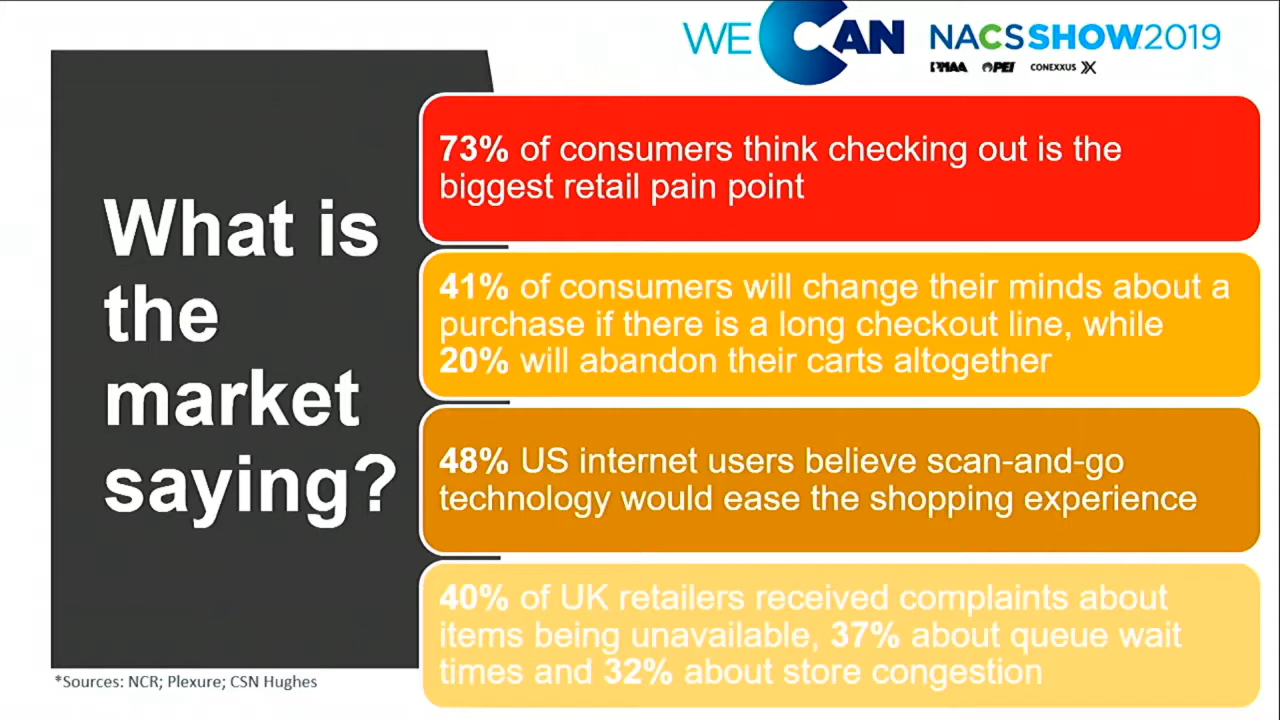 WE CAN
NACS SHOW 2019
PMAA PEI CONEXXUS
What is
the
market
saying?
73% of consumers think checking out is the
biggest retail pain point
41% of consumers will change their minds about a
purchase if there is a long checkout line, while
20% will abandon their carts altogether
48% US internet users believe scan-and-go
technology would ease the shopping experience
40% of UK retailers received complaints about
items being unavailable, 37% about queue wait
times and 32% about store congestion
*Sources: NCR; Plexure; CSN Hughes